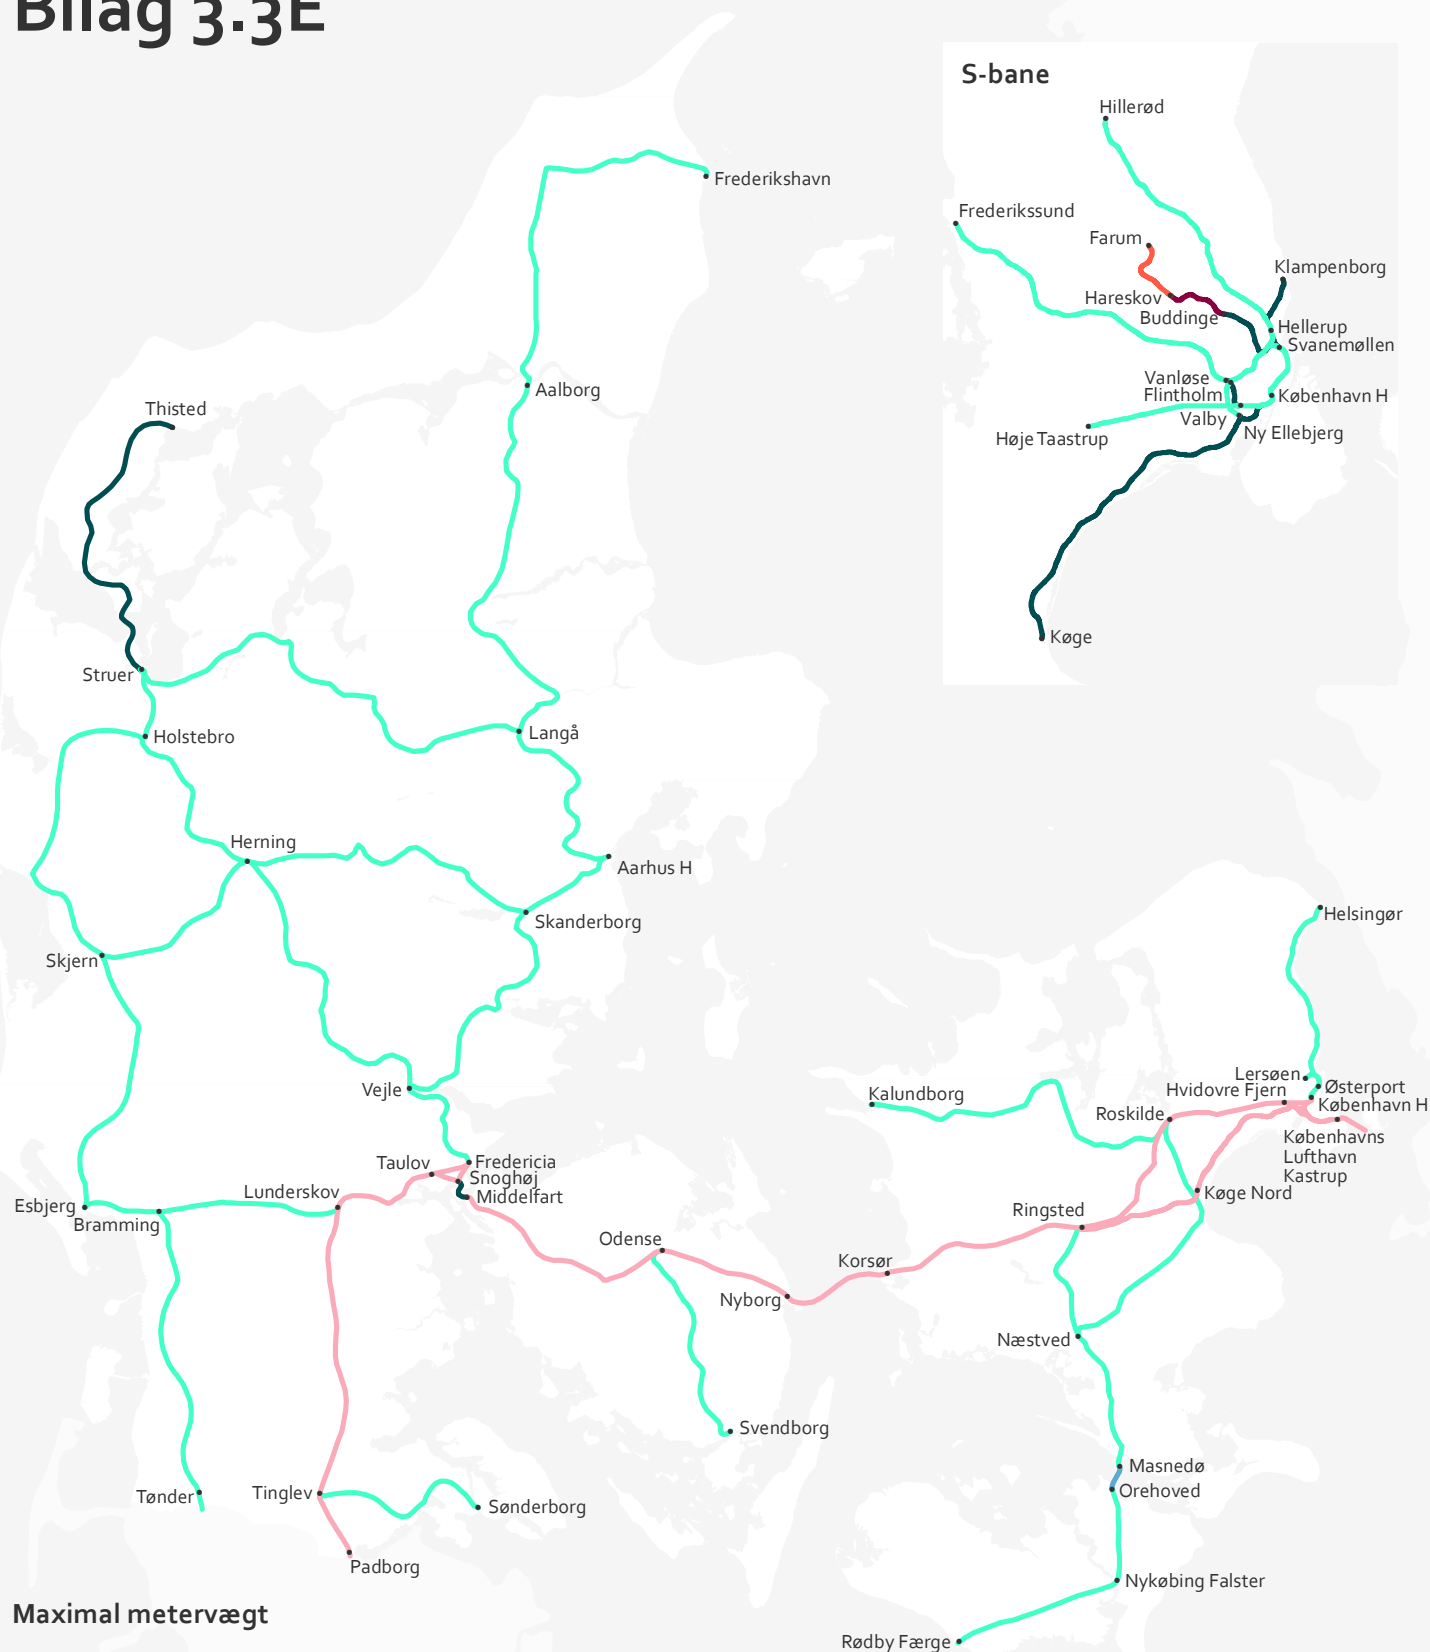 Bilag 3.3E
S-bane
Hillerød
Frederikshavn
Frederikssund
Farum
Klampenborg
Hareskov
Buddinge
Hellerup
Svanemøllen
Vanløse
Flintholm
København H
Valby
Ny Ellebjerg
Høje Taastrup
Køge
Aalborg
Thisted
Struer
Holstebro
Langå
Herning
Aarhus H
Skanderborg
Skjern
Helsingør
Vejle
Kalundborg
Lersøen
Hvidovre Fjern
Østerport
København H
Roskilde
Københavns
Lufthavn
Kastrup
Taulov
Fredericia
Snoghøj
Middelfart
Esbjerg
Bramming
Lunderskov
Køge Nord
Ringsted
Odense
Korsør
Nyborg
Næstved
Svendborg
Masnedø
Orehoved
Tønder
Tinglev
Sønderborg
Padborg
Nykøbing Falster
Maximal metervægt
Rødby Færge